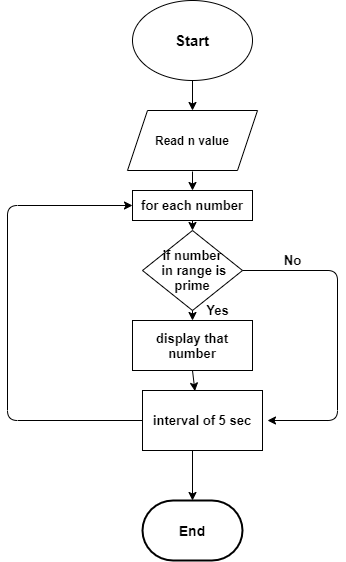 Start
Read n value
for each number
if number
in range is
prime
No
Yes
display that
number
interval of 5 sec
End